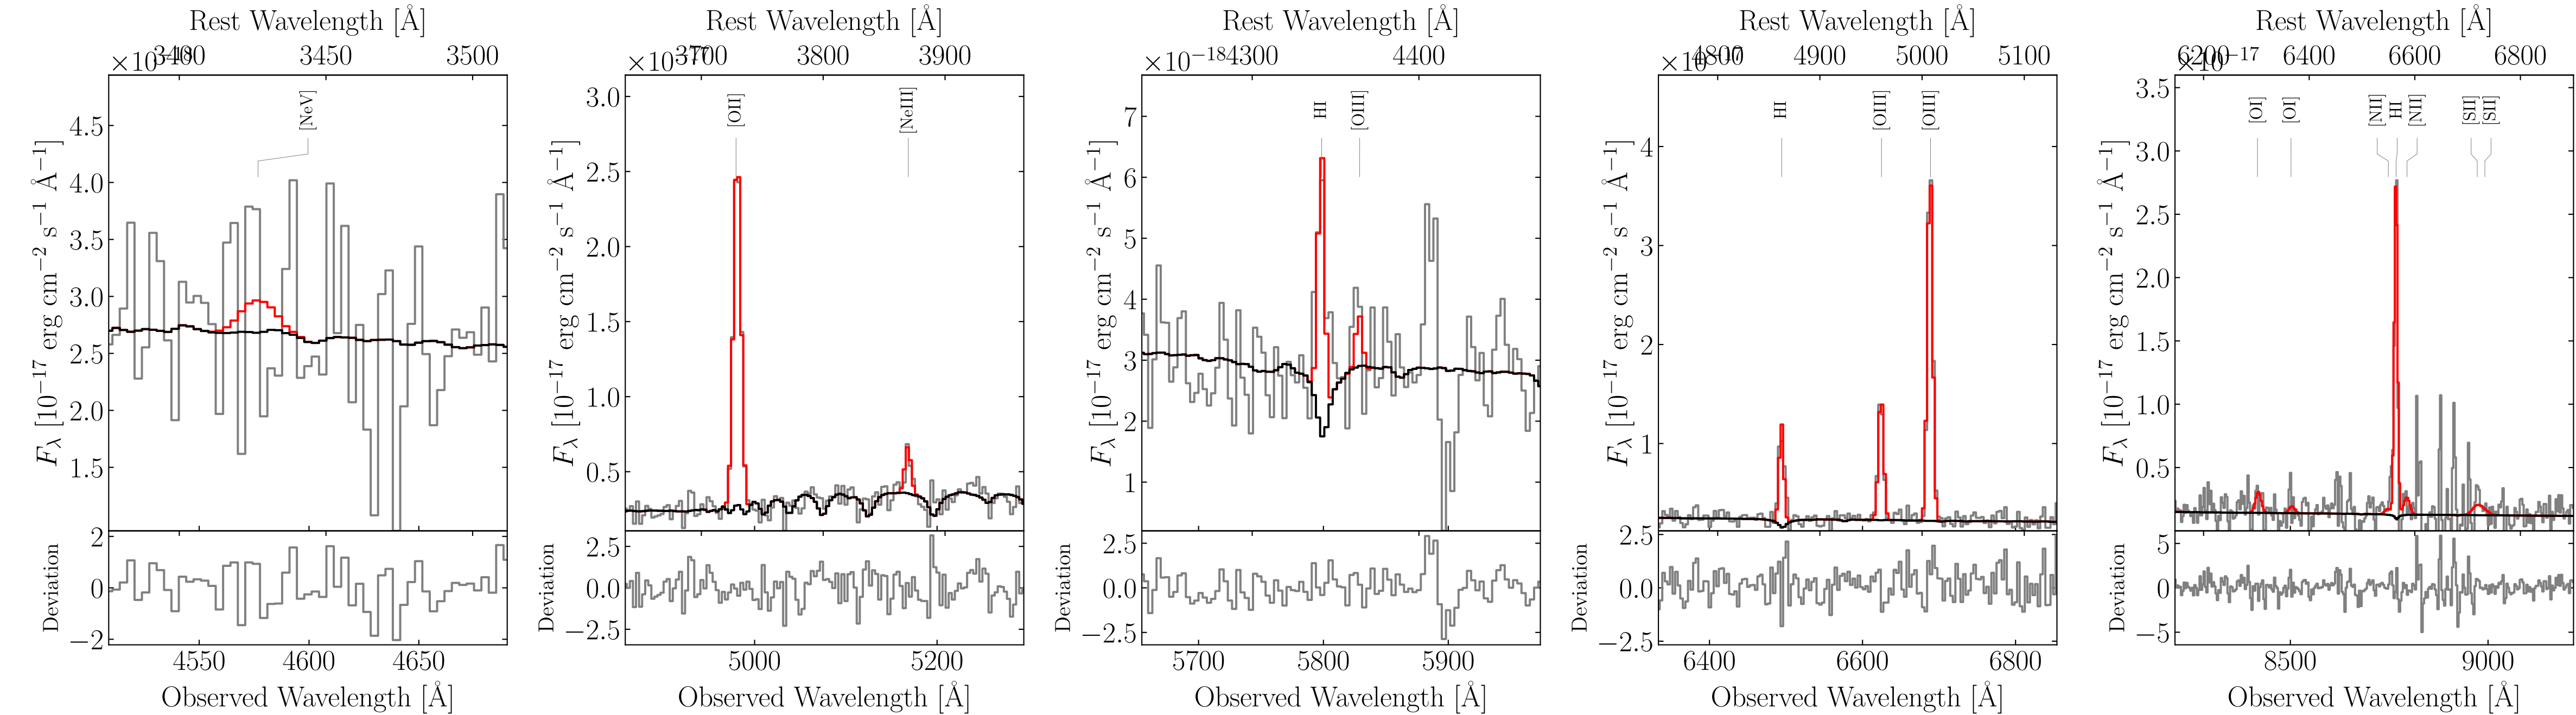 Rest Wavelength [Å]
3450 3500
[NeV]
4.5
4.0
3.5
3.0
2.5
2.0
1.5
Fλ [10⁻¹⁷ erg cm⁻² s⁻¹ Å⁻¹]
2
0
−2
Deviation
4550 4600 4650
Observed Wavelength [Å]
Rest Wavelength [Å]
3800 3900
[OII] [NeIII]
3.0
2.5
2.0
1.5
1.0
0.5
Fλ [10⁻¹⁷ erg cm⁻² s⁻¹ Å⁻¹]
2.5
0.0
−2.5
Deviation
5000 5200
Observed Wavelength [Å]
Rest Wavelength [Å]
×10⁻¹⁸ 4300 4400
HI [OIII]
7
6
5
4
3
2
1
Fλ [10⁻¹⁷ erg cm⁻² s⁻¹ Å⁻¹]
2.5
0.0
−2.5
Deviation
5700 5800 5900
Observed Wavelength [Å]
Rest Wavelength [Å]
4900 5000 5100
HI [OIII] [OIII]
4
3
2
1
Fλ [10⁻¹⁷ erg cm⁻² s⁻¹ Å⁻¹]
2.5
0.0
−2.5
Deviation
6400 6600 6800
Observed Wavelength [Å]
Rest Wavelength [Å]
6400 6600 6800
[OI] [OI] [NII] HI [NII] [SII] [SII]
3.5
3.0
2.5
2.0
1.5
1.0
0.5
Fλ [10⁻¹⁷ erg cm⁻² s⁻¹ Å⁻¹]
5
0
−5
Deviation
8500 9000
Observed Wavelength [Å]